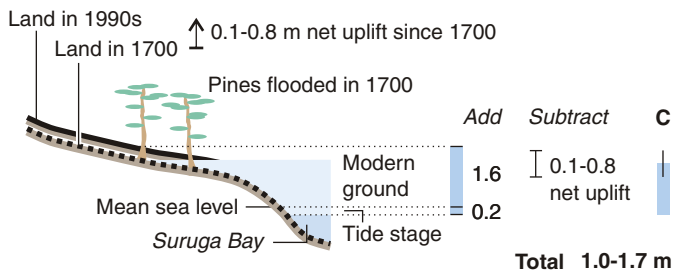 Land in 1990s
Land in 1700
0.1-0.8 m net uplift since 1700
Pines flooded in 1700
Add
Subtract
C
Modern
ground
1.6
0.1-0.8
net uplift
Mean sea level
0.2
Suruga Bay
Tide stage
Total 1.0-1.7 m